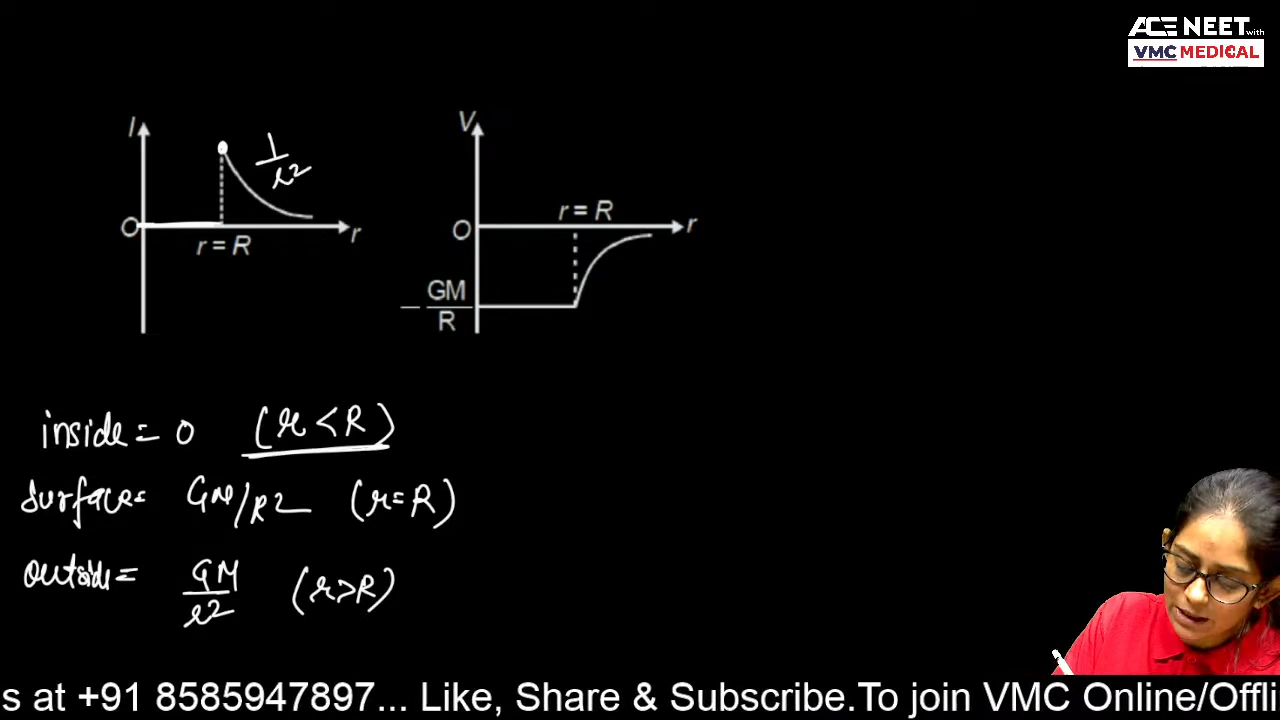 ACE NEET with
VMC MEDICAL
I
1/r²
O
r = R
r
V
r = R
r
O
− GM/R
inside = 0 (r < R)
surface = GM/R2 (r = R)
outside = GM/r2 (r > R)
s at +91 8585947897... Like, Share & Subscribe.To join VMC Online/Offli